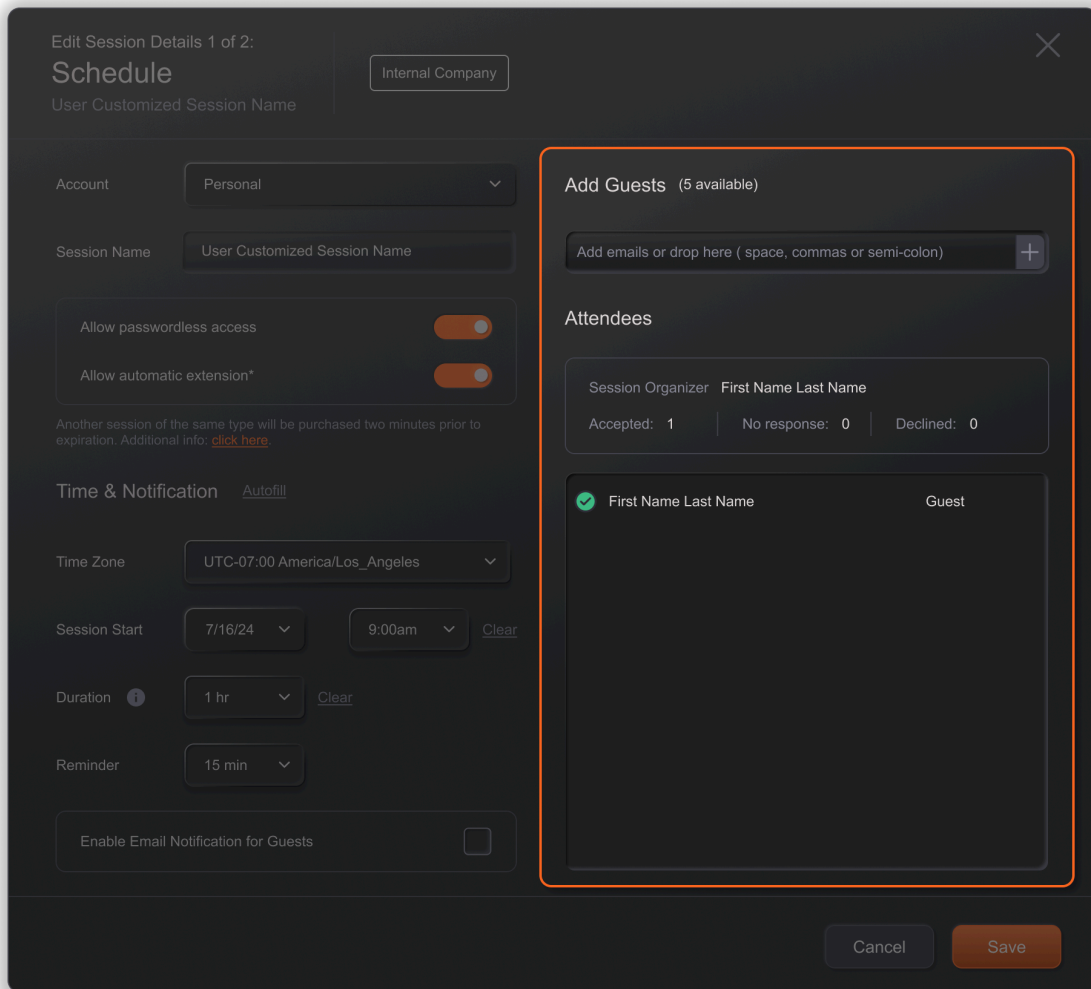 Edit Session Details 1 of 2:
Schedule
User Customized Session Name
Internal Company
Account
Personal
Session Name
User Customized Session Name
Allow passwordless access
Allow automatic extension*
Another session of the same type will be purchased two minutes prior to
expiration. Additional info: click here.
Time & Notification Autofill
Time Zone
UTC-07:00 America/Los_Angeles
Session Start
7/16/24
9:00am
Clear
Duration
1 hr
Clear
Reminder
15 min
Enable Email Notification for Guests
Add Guests (5 available)
Add emails or drop here ( space, commas or semi-colon)
Attendees
Session Organizer First Name Last Name
Accepted: 1 No response: 0 Declined: 0
First Name Last Name Guest
Cancel
Save